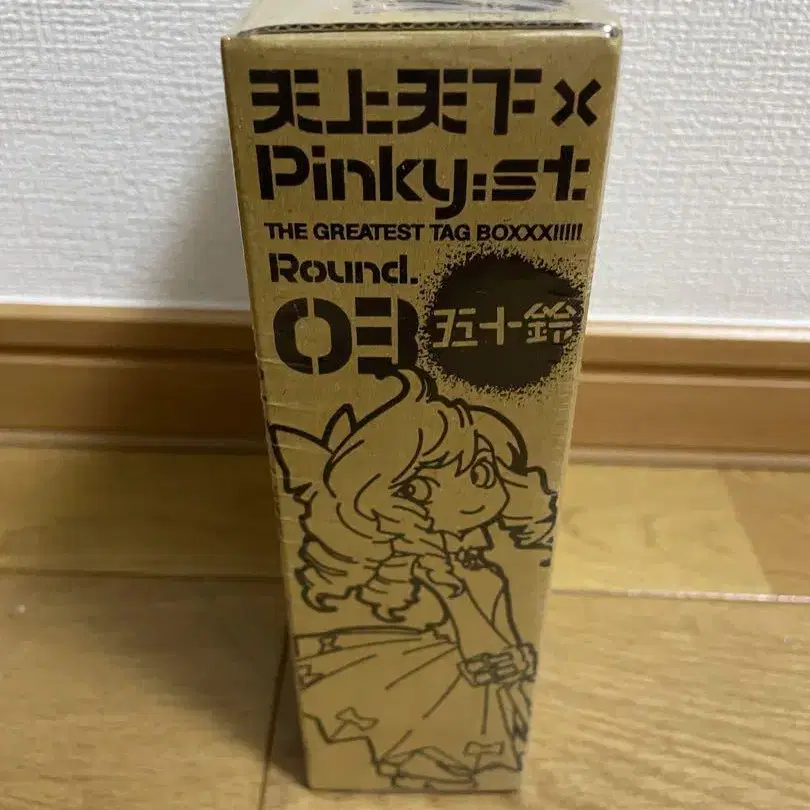 天上天下×
Pinky:st
THE GREATEST TAG BOXXX!!!!!
Round.
03 五十鈴